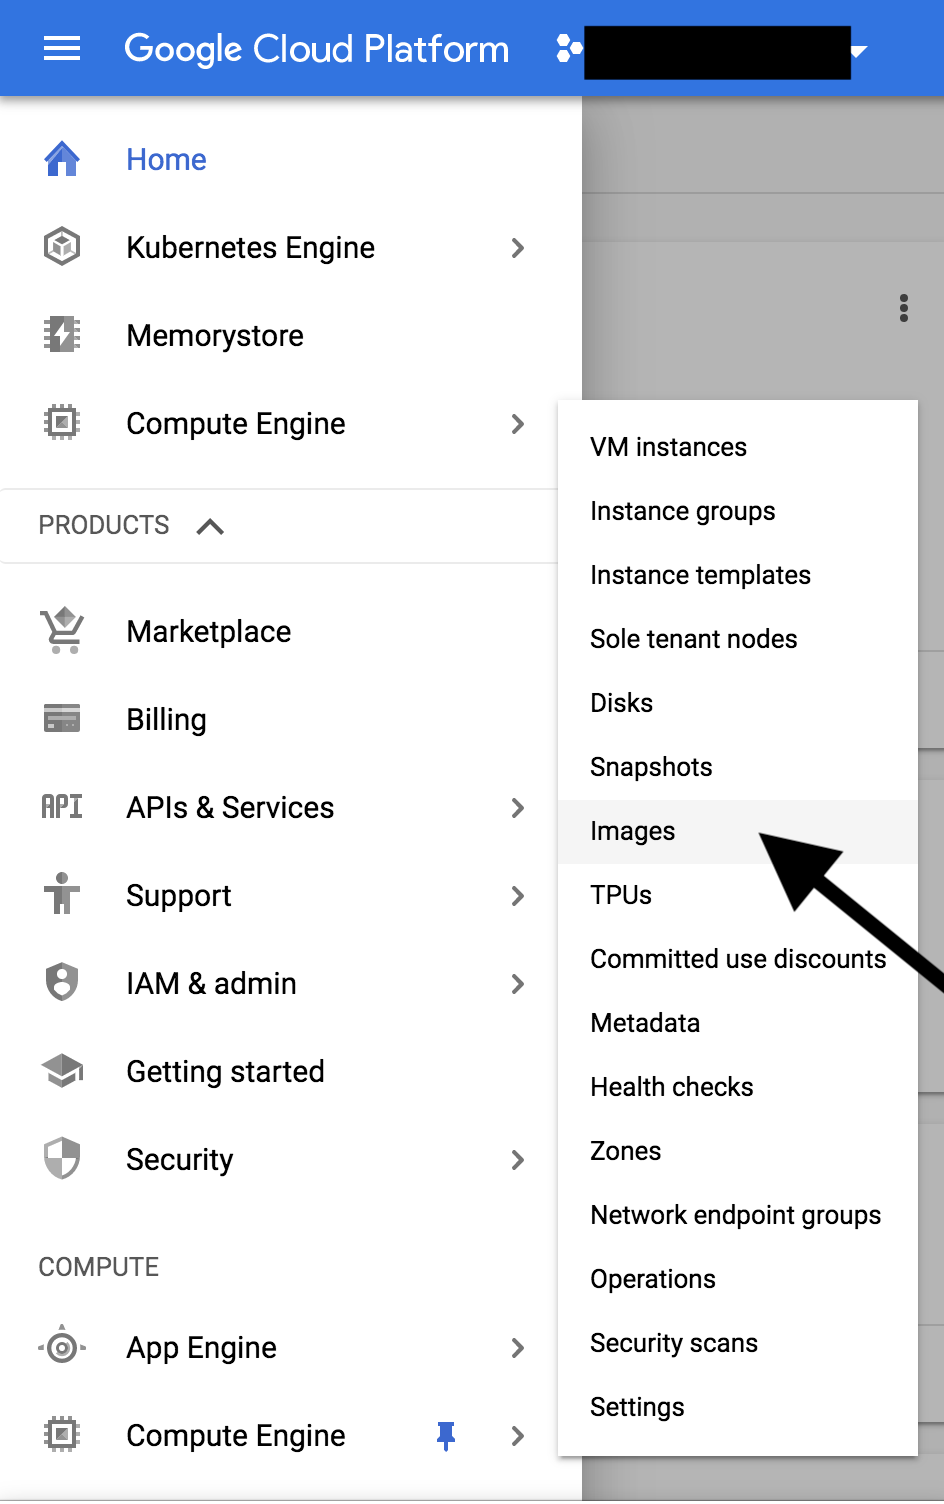 Google Cloud Platform
Home
Kubernetes Engine
Memorystore
Compute Engine
PRODUCTS
Marketplace
Billing
API
APIs & Services
Support
IAM & admin
Getting started
Security
COMPUTE
App Engine
Compute Engine
VM instances
Instance groups
Instance templates
Sole tenant nodes
Disks
Snapshots
Images
TPUs
Committed use discounts
Metadata
Health checks
Zones
Network endpoint groups
Operations
Security scans
Settings